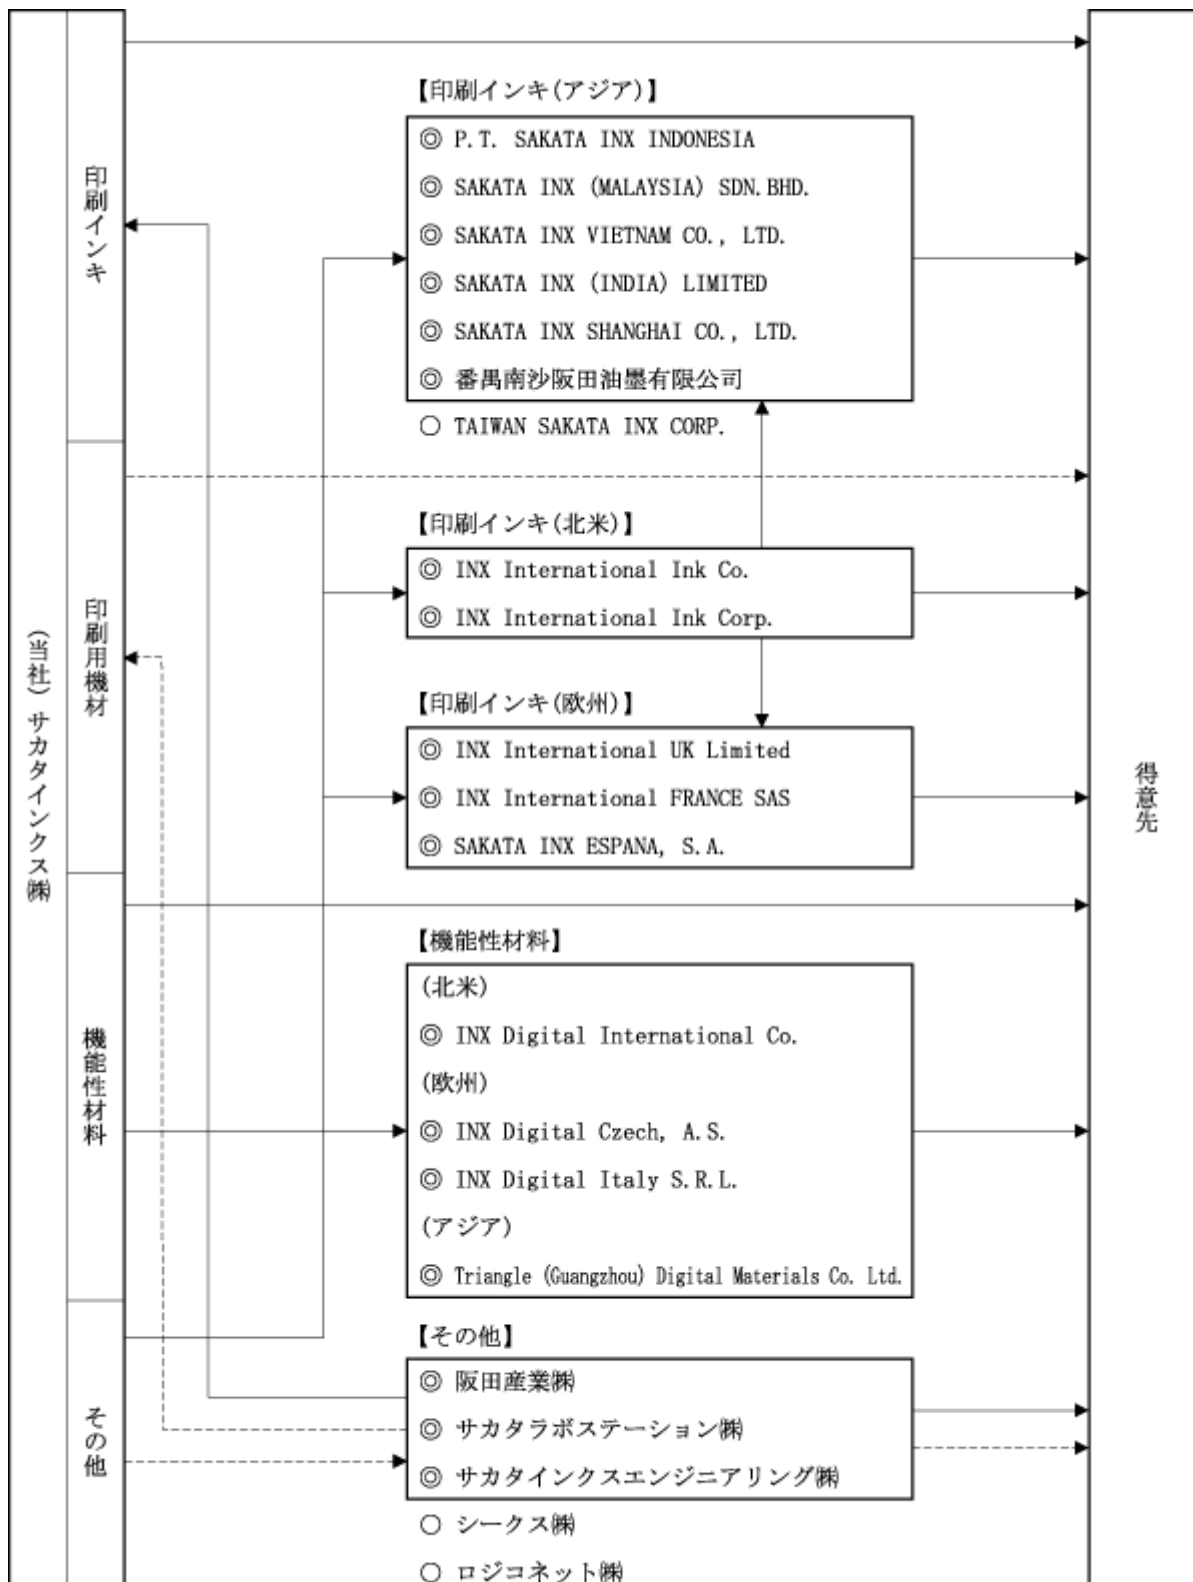 (当社)サカタインクス㈱
印刷インキ
印刷用機材
機能性材料
その他
【印刷インキ(アジア)】
◎ P.T. SAKATA INX INDONESIA
◎ SAKATA INX (MALAYSIA) SDN.BHD.
◎ SAKATA INX VIETNAM CO., LTD.
◎ SAKATA INX (INDIA) LIMITED
◎ SAKATA INX SHANGHAI CO., LTD.
◎ 番禺南沙阪田油墨有限公司
○ TAIWAN SAKATA INX CORP.
【印刷インキ(北米)】
◎ INX International Ink Co.
◎ INX International Ink Corp.
【印刷インキ(欧州)】
◎ INX International UK Limited
◎ INX International FRANCE SAS
◎ SAKATA INX ESPANA, S.A.
【機能性材料】
(北米)
◎ INX Digital International Co.
(欧州)
◎ INX Digital Czech, A.S.
◎ INX Digital Italy S.R.L.
(アジア)
◎ Triangle (Guangzhou) Digital Materials Co. Ltd.
【その他】
◎ 阪田産業㈱
◎ サカタラボステーション㈱
◎ サカタインクスエンジニアリング㈱
○ シークス㈱
○ ロジコネット㈱
得意先